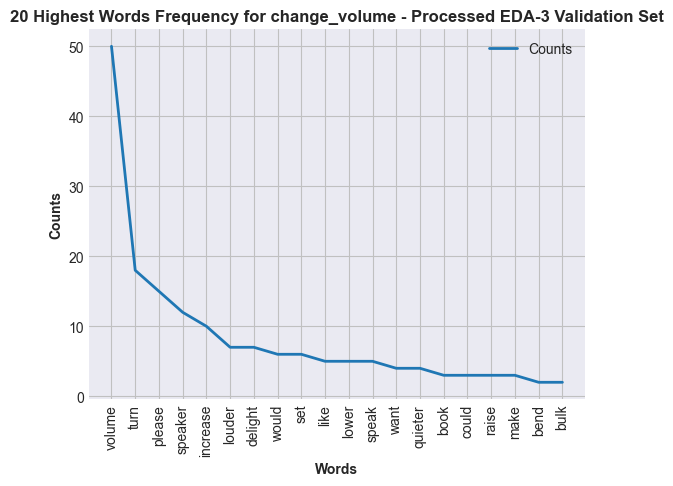 20 Highest Words Frequency for change_volume - Processed EDA-3 Validation Set
Counts
50
40
30
20
10
0
Counts
volume
turn
please
speaker
increase
louder
delight
would
set
like
lower
speak
want
quieter
book
could
raise
make
bend
bulk
Words